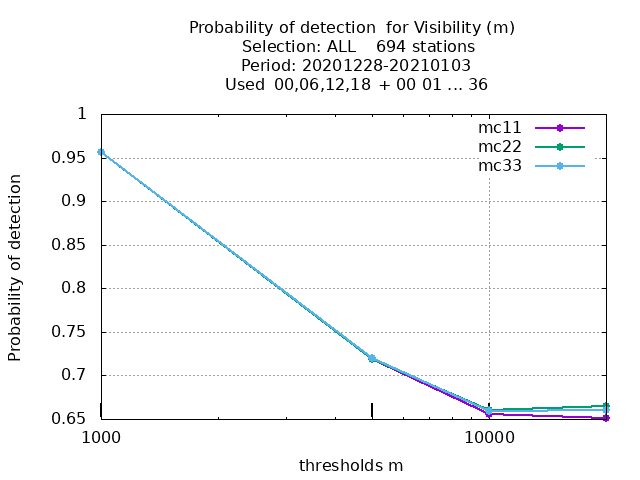 Probability of detection  for Visibility (m)
Selection: ALL    694 stations
Period: 20201228-20210103
Used  00,06,12,18  + 00 01 ... 36
1
0.95
0.9
0.85
0.8
0.75
0.7
0.65
Probability of detection
mc11
mc22
mc33
1000
10000
thresholds m